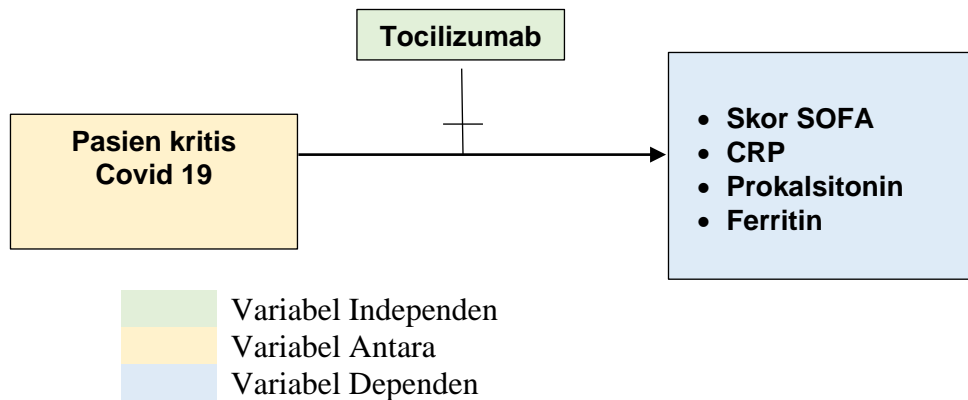 Tocilizumab
Pasien kritis
Covid 19
• Skor SOFA
• CRP
• Prokalsitonin
• Ferritin
Variabel Independen
Variabel Antara
Variabel Dependen